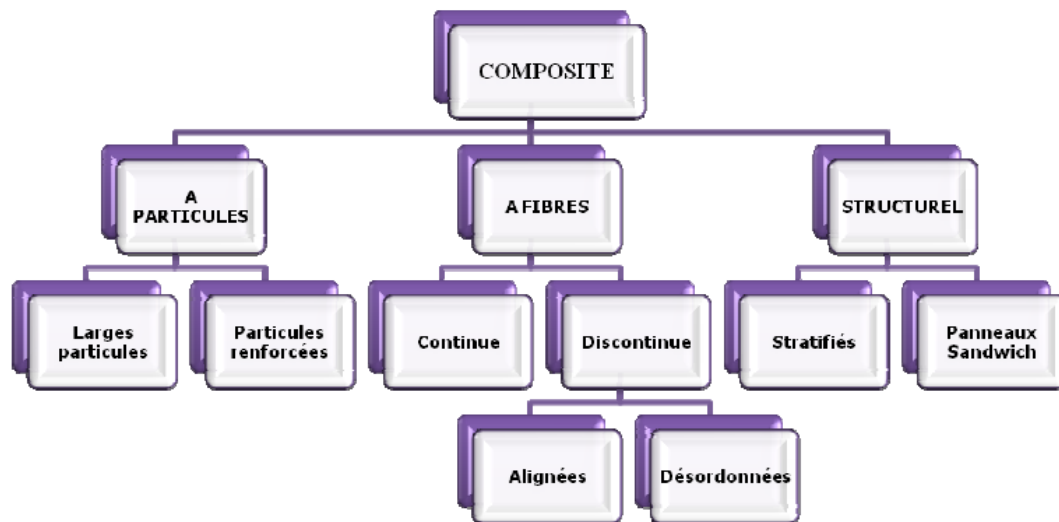 COMPOSITE
A
PARTICULES
A FIBRES
STRUCTUREL
Larges
particules
Particules
renforcées
Continue
Discontinue
Stratifiés
Panneaux
Sandwich
Alignées
Désordonnées